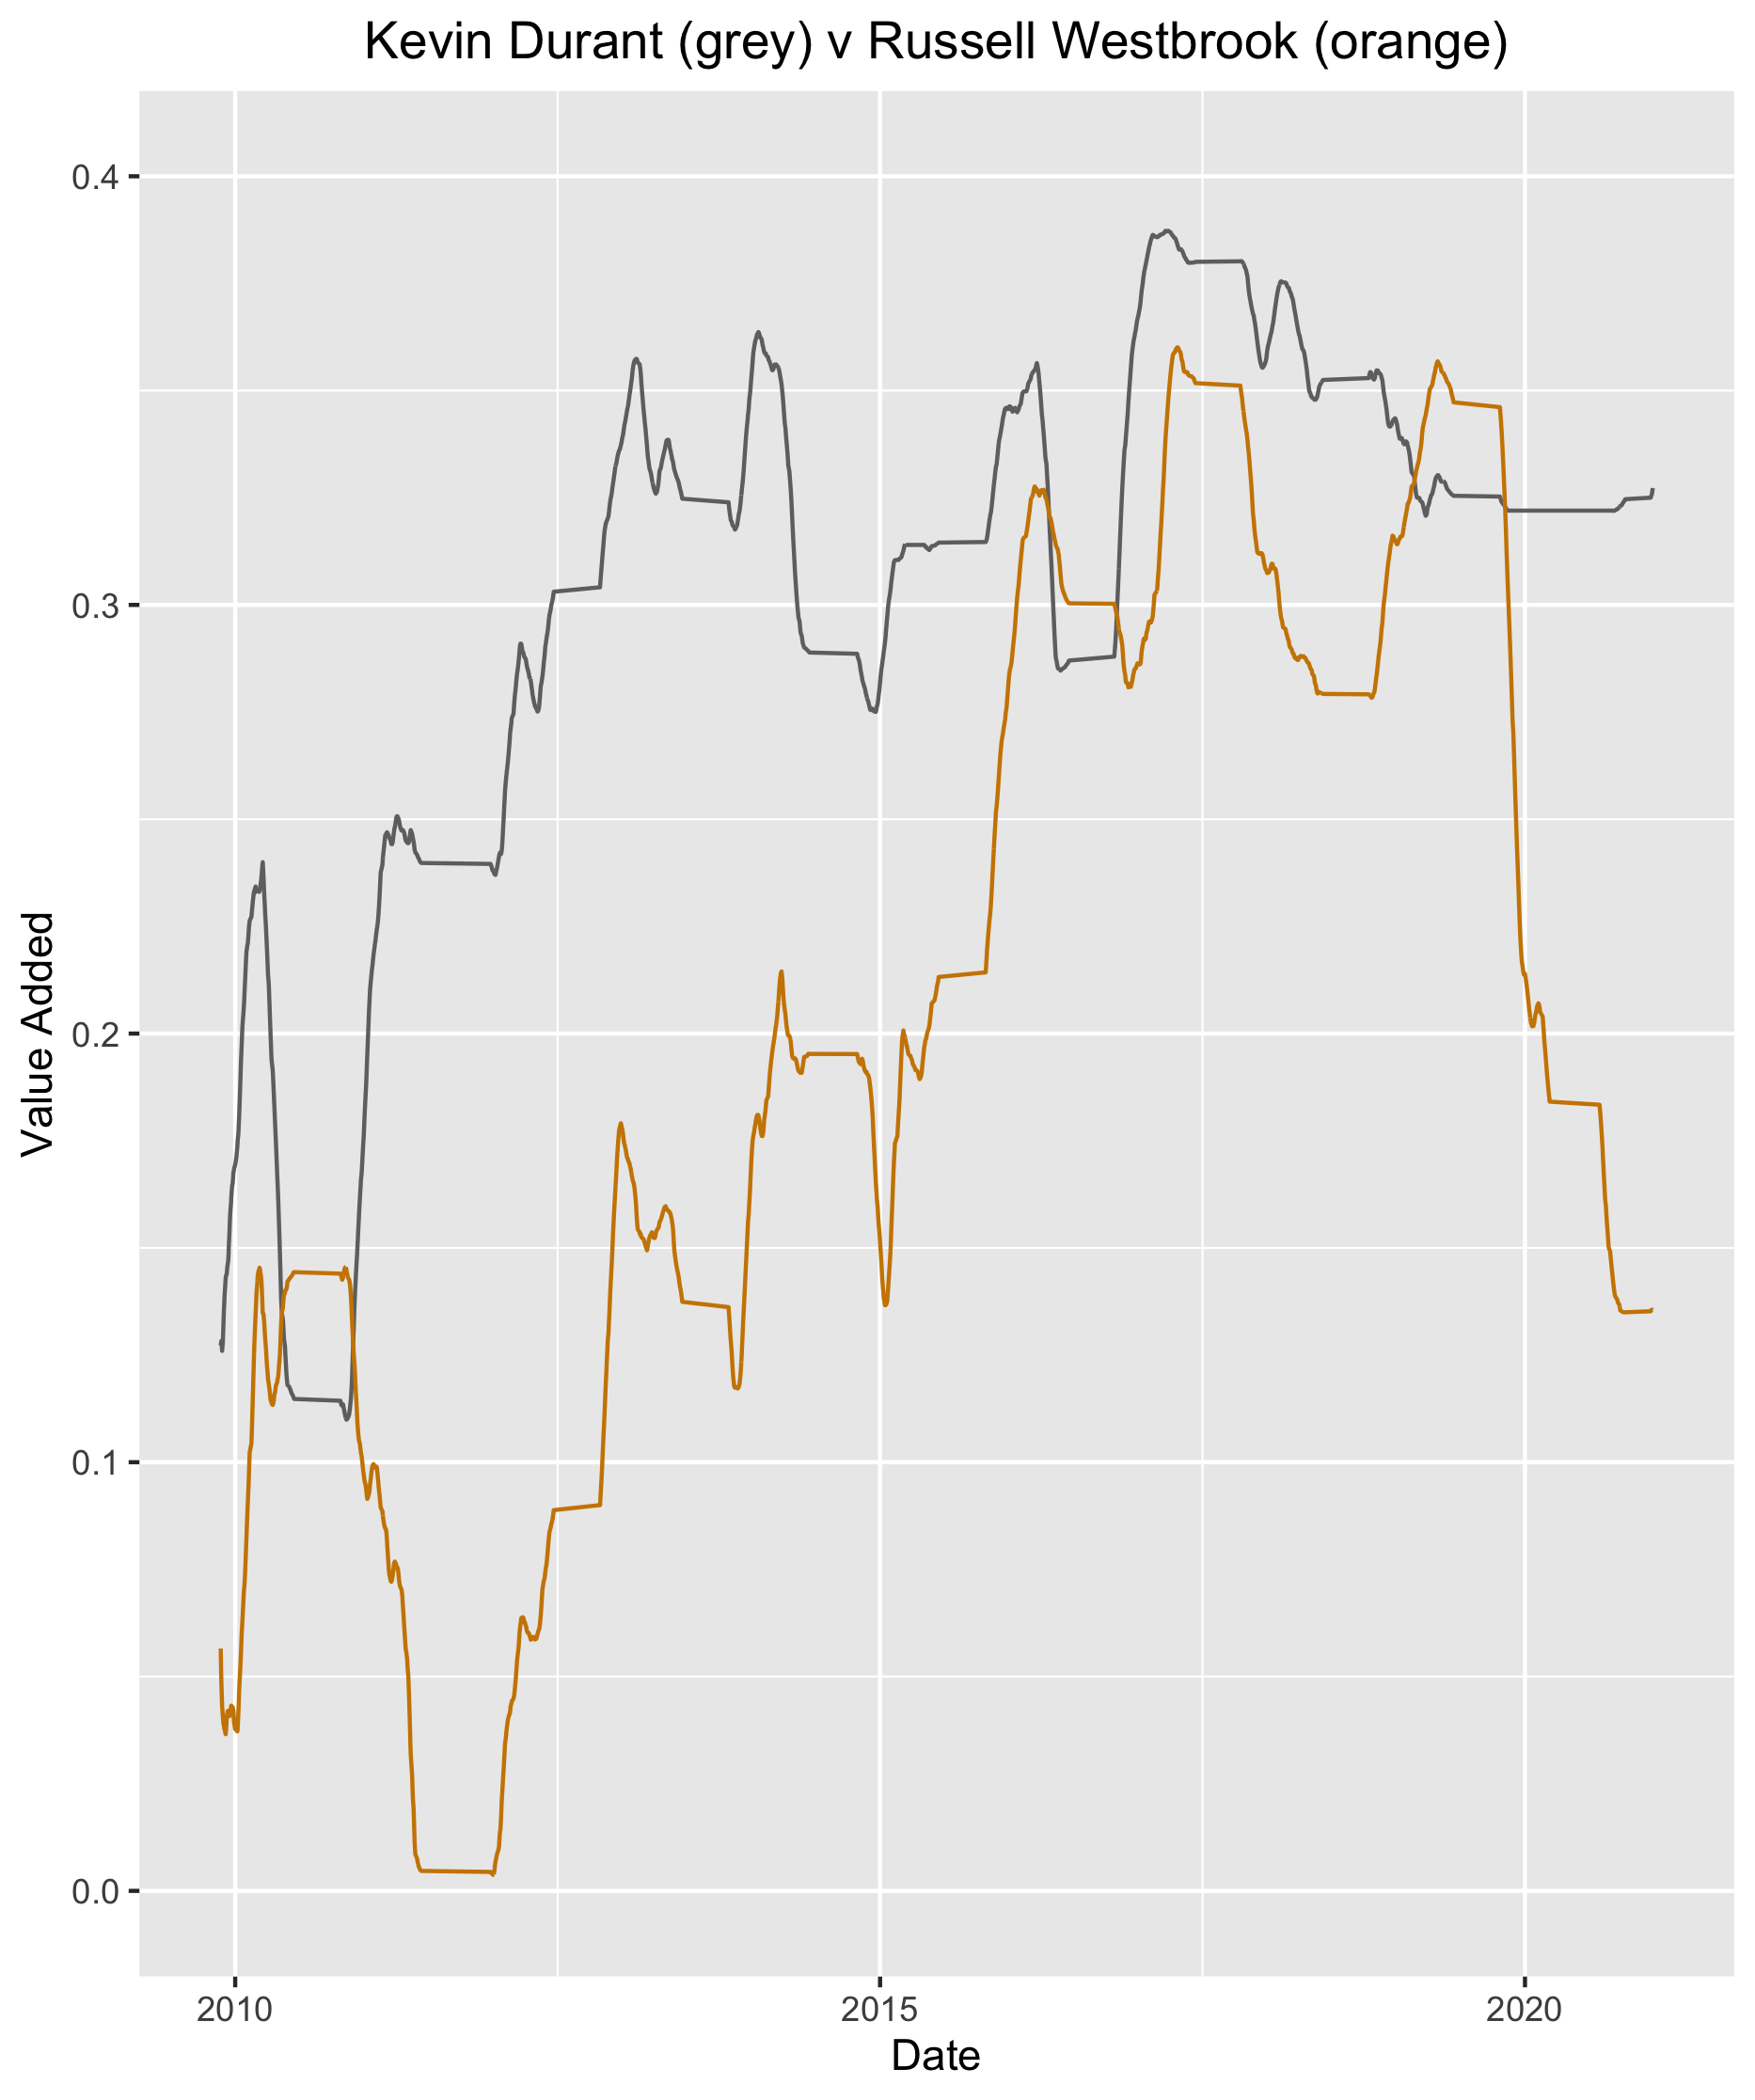 Kevin Durant (grey) v Russell Westbrook (orange)
0.4
0.3
0.2
0.1
0.0
Value Added
2010 2015 2020
Date